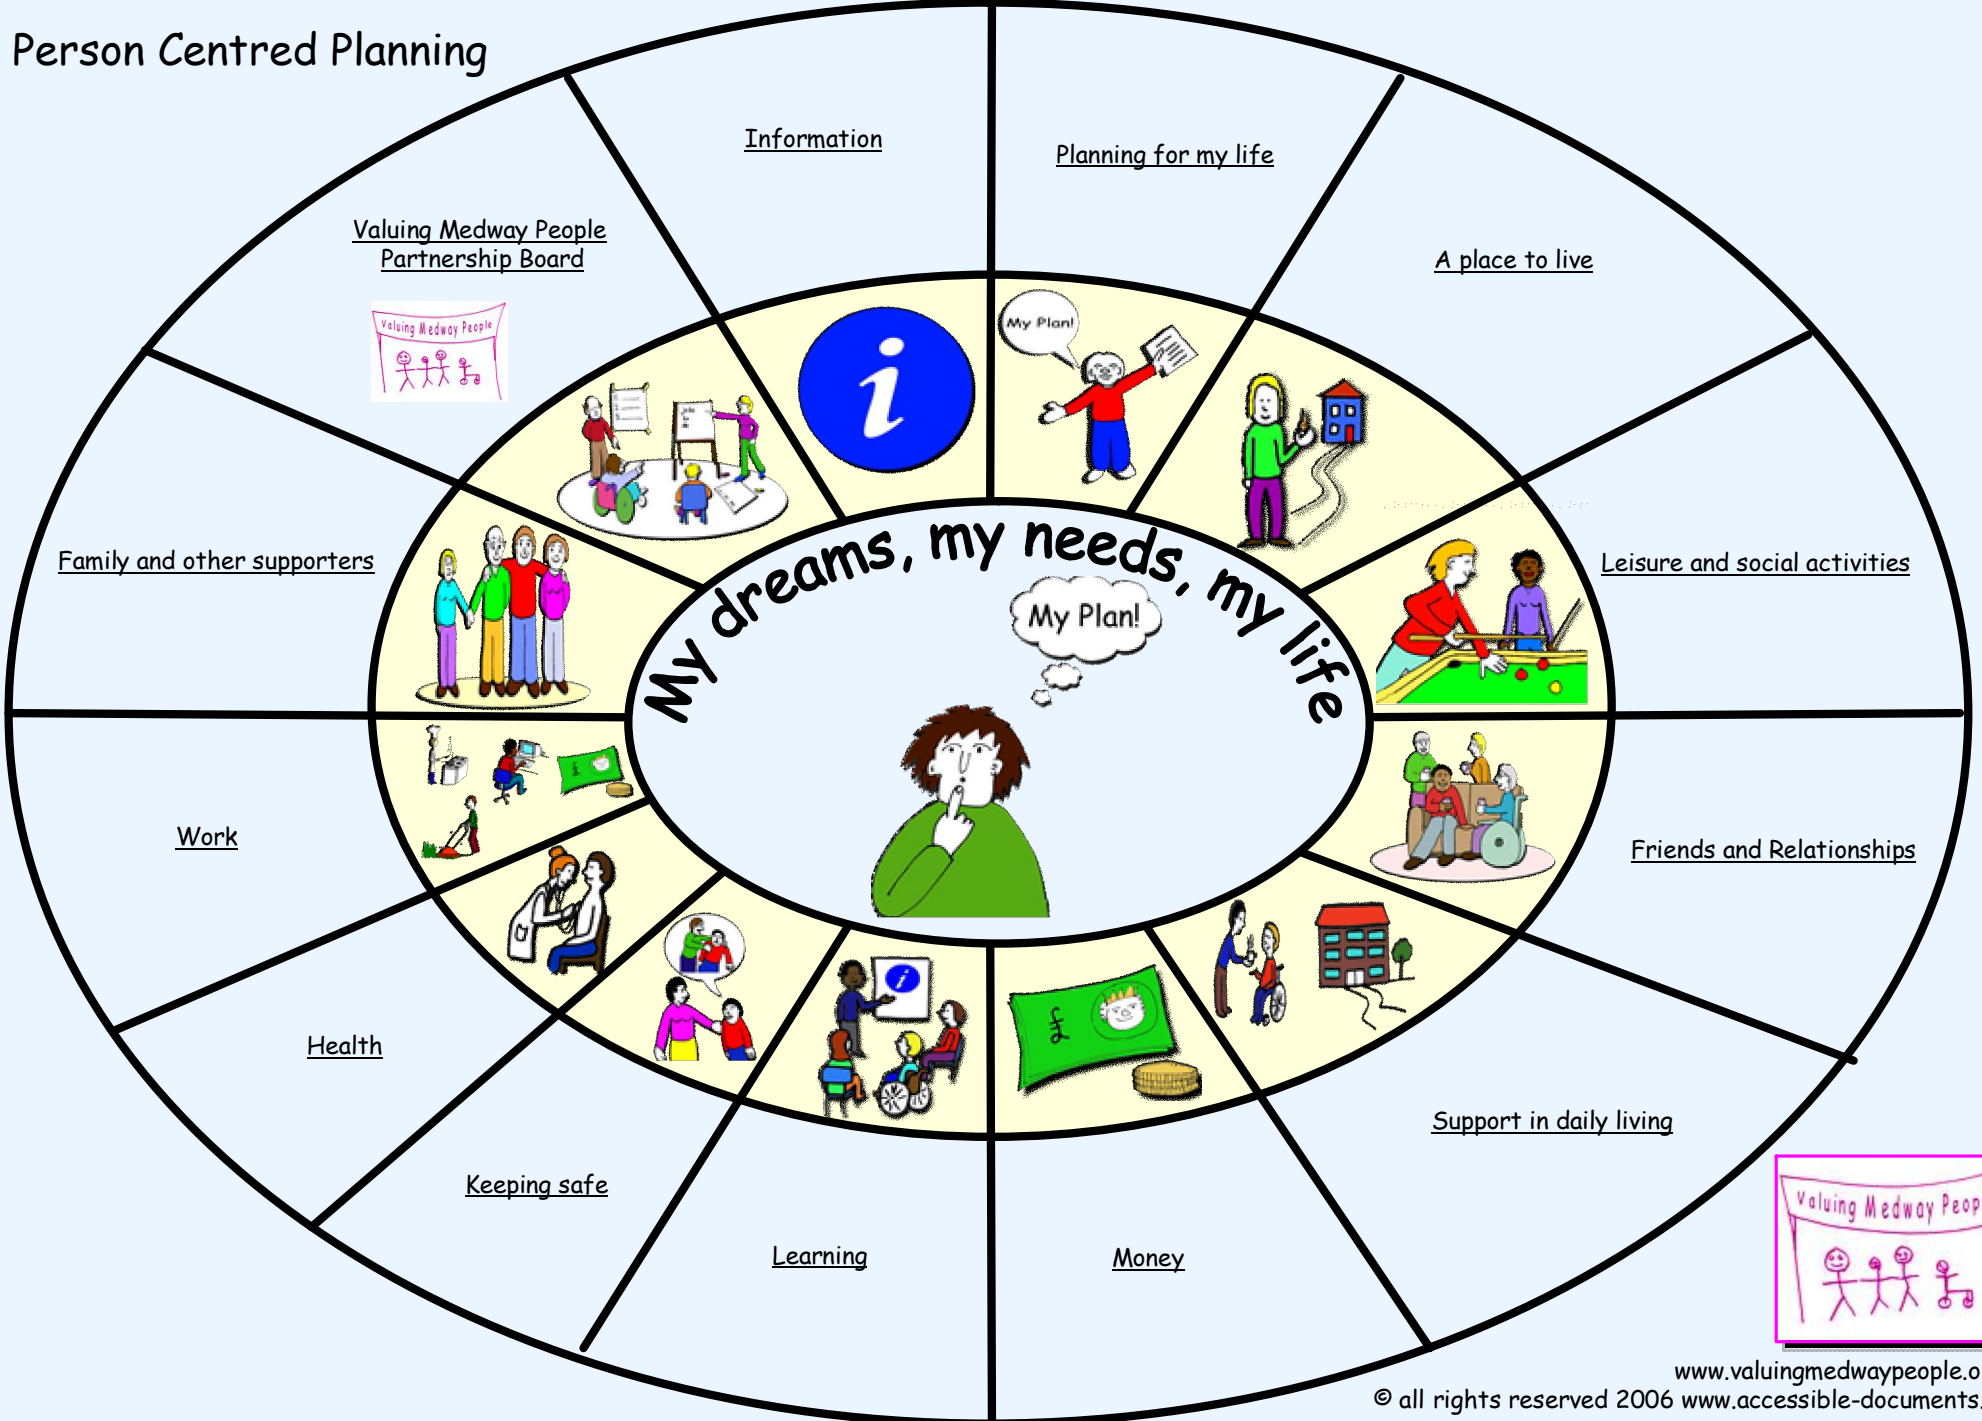 Person Centred Planning
Information
Planning for my life
Valuing Medway People
Partnership Board
A place to live
Valuing Medway People
My Plan!
Family and other supporters
Leisure and social activities
My dreams, my needs, my life
My Plan!
Work
Friends and Relationships
Health
Support in daily living
Keeping safe
Learning
Money
£
£
i
i
Valuing Medway Peop
www.valuingmedwaypeople.o
© all rights reserved 2006 www.accessible-documents.